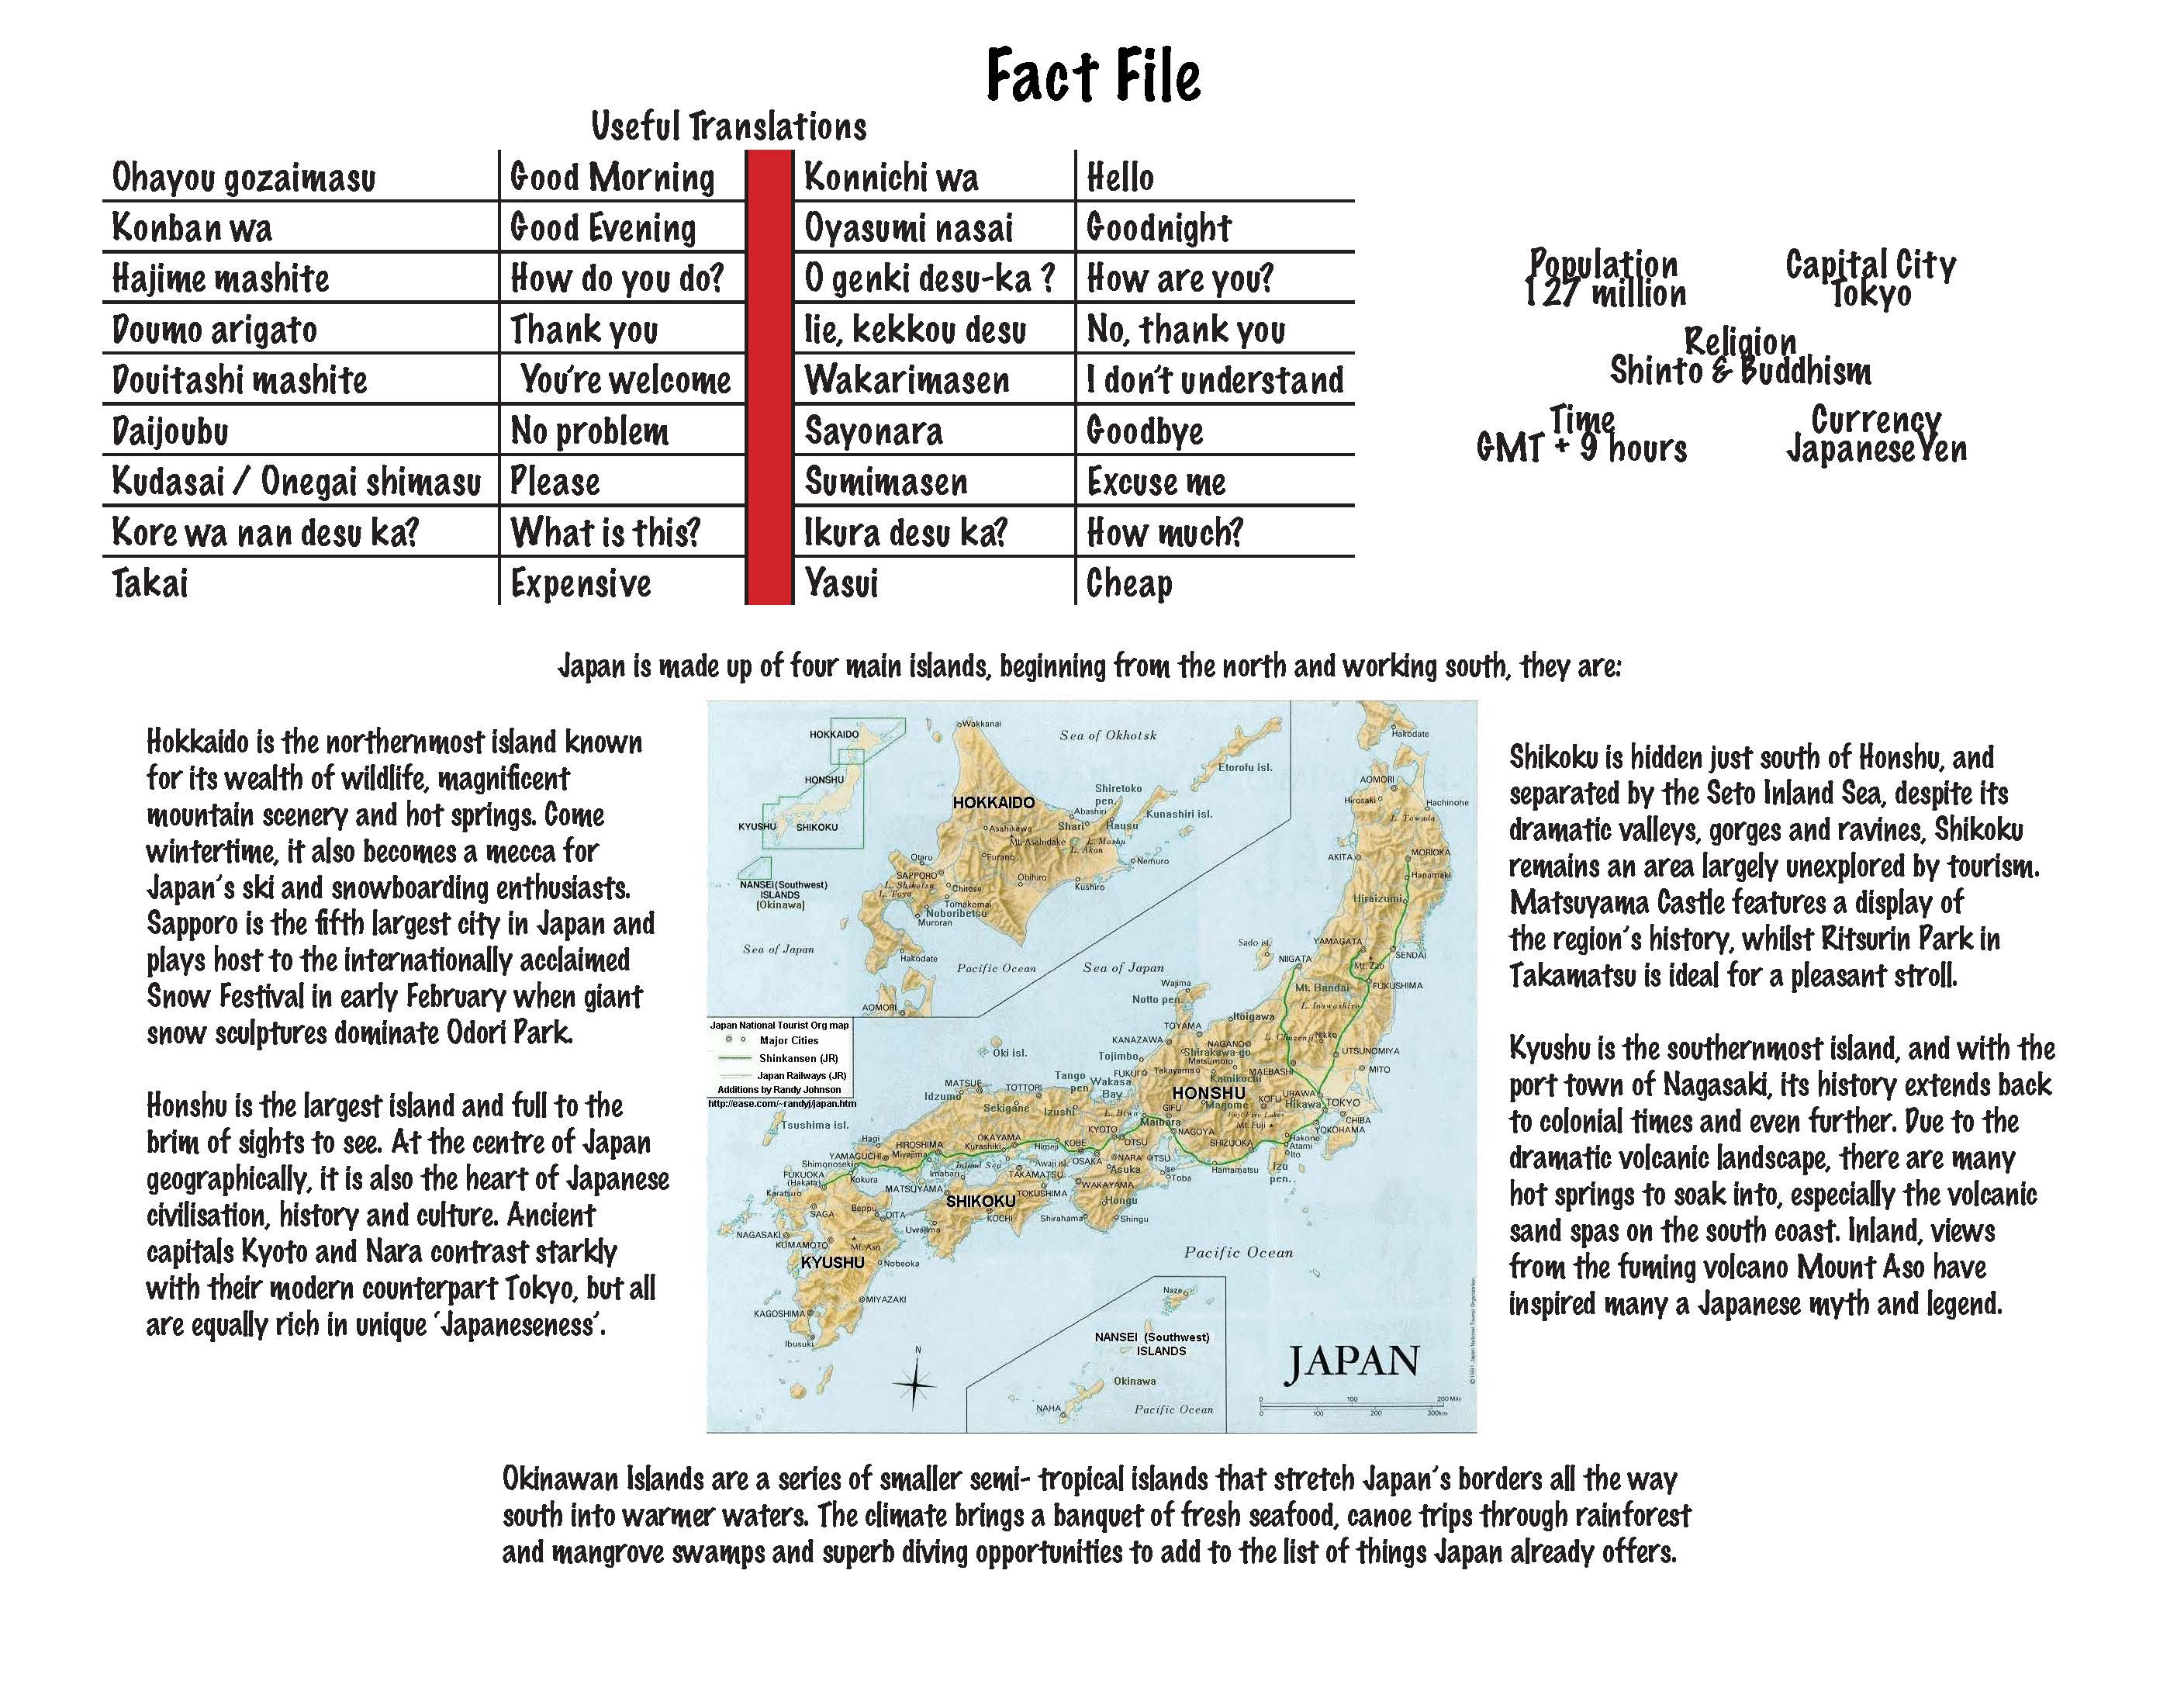 Fact File
Useful Translations
Ohayou gozaimasu Good Morning Konnichi wa Hello
Konban wa Good Evening Oyasumi nasai Goodnight
Hajime mashite How do you do? O genki desu-ka ? How are you?
Doumo arigato Thank you Iie, kekkou desu No, thank you
Douitashi mashite You're welcome Wakarimasen I don't understand
Daijoubu No problem Sayonara Goodbye
Kudasai / Onegai shimasu Please Sumimasen Excuse me
Kore wa nan desu ka? What is this? Ikura desu ka? How much?
Takai Expensive Yasui Cheap
Population
127 million
Capital City
Tokyo
Religion
Shinto & Buddhism
Time
GMT + 9 hours
Currency
Japanese Yen
Japan is made up of four main islands, beginning from the north and working south, they are:
Hokkaido is the northernmost island known
for its wealth of wildlife, magnificent
mountain scenery and hot springs. Come
wintertime, it also becomes a mecca for
Japan's ski and snowboarding enthusiasts.
Sapporo is the fifth largest city in Japan and
plays host to the internationally acclaimed
Snow Festival in early February when giant
snow sculptures dominate Odori Park.
Honshu is the largest island and full to the
brim of sights to see. At the centre of Japan
geographically, it is also the heart of Japanese
civilisation, history and culture. Ancient
capitals Kyoto and Nara contrast starkly
with their modern counterpart Tokyo, but all
are equally rich in unique 'Japaneseness'.
HOKKAIDO
HONSHU
KYUSHU
SHIKOKU
NANSEI (Southwest)
ISLANDS
(Okinawa)
Wakkanai
Sea of Okhotsk
Etorofu isl.
Shiretoko
pen.
Kunashiri isl.
HOKKAIDO
Abashiri
Asahikawa
Shari
Rausu
Mt. Asahidake
L. Mashu
L. Akan
Otaru
Furano
Nemuro
SAPPORO
Obihiro
Kushiro
L. Shikotsu
Chitose
L. Toya
Tomakomai
Noboribetsu
Muroran
Sea of Japan
Hakodate
Pacific Ocean
AOMORI
Hakodate
AOMORI
Hirosaki
Hachinohe
L. Towada
AKITA
MORIOKA
Hanamaki
Hiraizumi
Sado isl.
YAMAGATA
NIIGATA
SENDAI
Mt. Zao
Sea of Japan
Wajima
Mt. Bandai
FUKUSHIMA
Notto pen.
L. Inawashiro
Itoigawa
TOYAMA
KANAZAWA
NAGANO
L. Chuzenji
Nikko
Shirakawa-go
UTSUNOMIYA
Tojimbo
Matsumoto
FUKUI
Takayama
MAEBASHI
MITO
Kamikochi
HONSHU
URAWA
KOFU
Hikawa
TOKYO
Magome
GIFU
CHIBA
Mt. Fuji
YOKOHAMA
Japan National Tourist Org map
Major Cities
Shinkansen (JR)
Japan Railways (JR)
Additions by Randy Johnson
http://ease.com/~randyj/japan.htm
Oki isl.
Tango
pen
Wakasa
Bay
MATSUE
TOTTORI
Idzumo
Sekigane
Izushi
L. Biwa
Maibara
Tsushima isl.
KYOTO
NAGOYA
SHIZUOKA
Hakone
Atami
Ito
Hagi
HIROSHIMA
OKAYAMA
Kurashiki
Himeji
KOBE
OTSU
YAMAGUCHI
Miyajima
Shimonoseki
Inland Sea
Awaji isl.
OSAKA
NARA
TSU
Asuka
Ise
Hamamatsu
Izu
pen.
FUKUOKA
(Hakata)
Kokura
Imabari
TAKAMATSU
WAKAYAMA
Toba
Karatsu
MATSUYAMA
SHIKOKU
TOKUSHIMA
Hongu
SAGA
Beppu
OITA
KOCHI
Shirahama
Shingu
Uwajima
NAGASAKI
KUMAMOTO
Mt. Aso
KYUSHU
Nobeoka
Pacific Ocean
MIYAZAKI
KAGOSHIMA
Ibusuki
N
Naze
NANSEI (Southwest)
ISLANDS
Okinawa
NAHA
Pacific Ocean
JAPAN
0 100 200 Mile
0 100 200 300km
Shikoku is hidden just south of Honshu, and
separated by the Seto Inland Sea, despite its
dramatic valleys, gorges and ravines, Shikoku
remains an area largely unexplored by tourism.
Matsuyama Castle features a display of
the region's history, whilst Ritsurin Park in
Takamatsu is ideal for a pleasant stroll.
Kyushu is the southernmost island, and with the
port town of Nagasaki, its history extends back
to colonial times and even further. Due to the
dramatic volcanic landscape, there are many
hot springs to soak into, especially the volcanic
sand spas on the south coast. Inland, views
from the fuming volcano Mount Aso have
inspired many a Japanese myth and legend.
Okinawan Islands are a series of smaller semi- tropical islands that stretch Japan's borders all the way
south into warmer waters. The climate brings a banquet of fresh seafood, canoe trips through rainforest
and mangrove swamps and superb diving opportunities to add to the list of things Japan already offers.